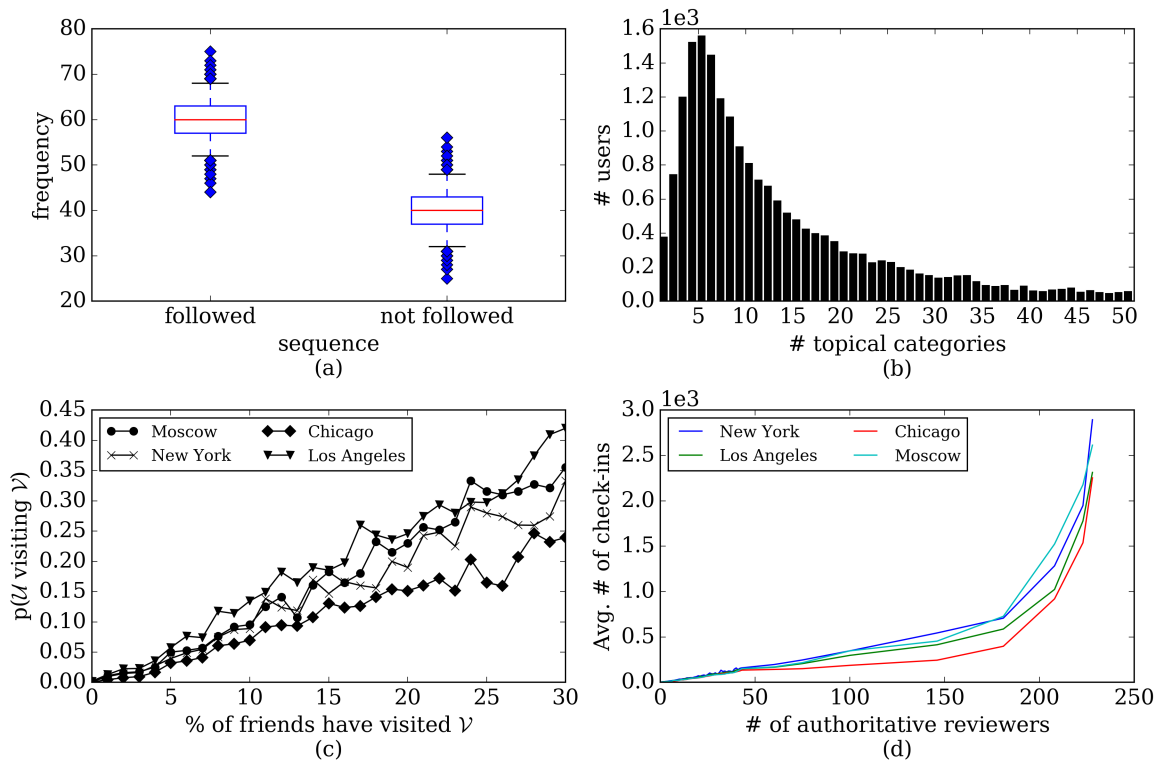 80
70
60
50
40
30
20
frequency
followed
not followed
sequence
(a)
1e3
1.6
1.4
1.2
1.0
0.8
0.6
0.4
0.2
0.0
# users
5 10 15 20 25 30 35 40 45 50
# topical categories
(b)
0.45
0.40
0.35
0.30
0.25
0.20
0.15
0.10
0.05
0.00
p(𝒰 visiting 𝒱)
Moscow
New York
Chicago
Los Angeles
0 5 10 15 20 25 30
% of friends have visited 𝒱
(c)
1e3
3.0
2.5
2.0
1.5
1.0
0.5
0.0
Avg. # of check-ins
New York
Los Angeles
Chicago
Moscow
0 50 100 150 200 250
# of authoritative reviewers
(d)